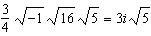 3/4 √−1 √16 √5 = 3i√5